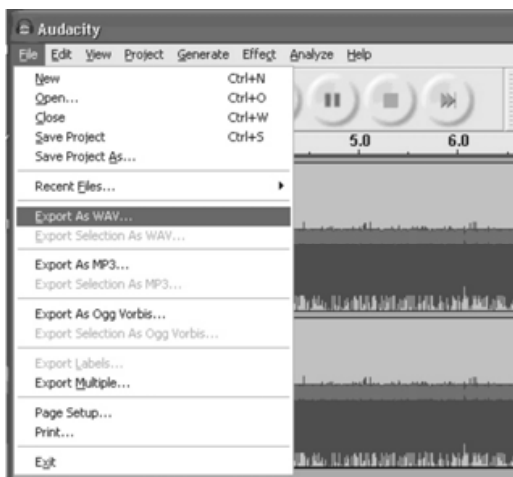 Audacity
File Edit View Project Generate Effect Analyze Help
New Ctrl+N
Open... Ctrl+O
Close Ctrl+W
Save Project Ctrl+S
Save Project As...
5.0 6.0
Recent Files...
Export As WAV...
Export Selection As WAV...
Export As MP3...
Export Selection As MP3...
Export As Ogg Vorbis...
Export Selection As Ogg Vorbis...
Export Labels...
Export Multiple...
Page Setup...
Print...
Exit